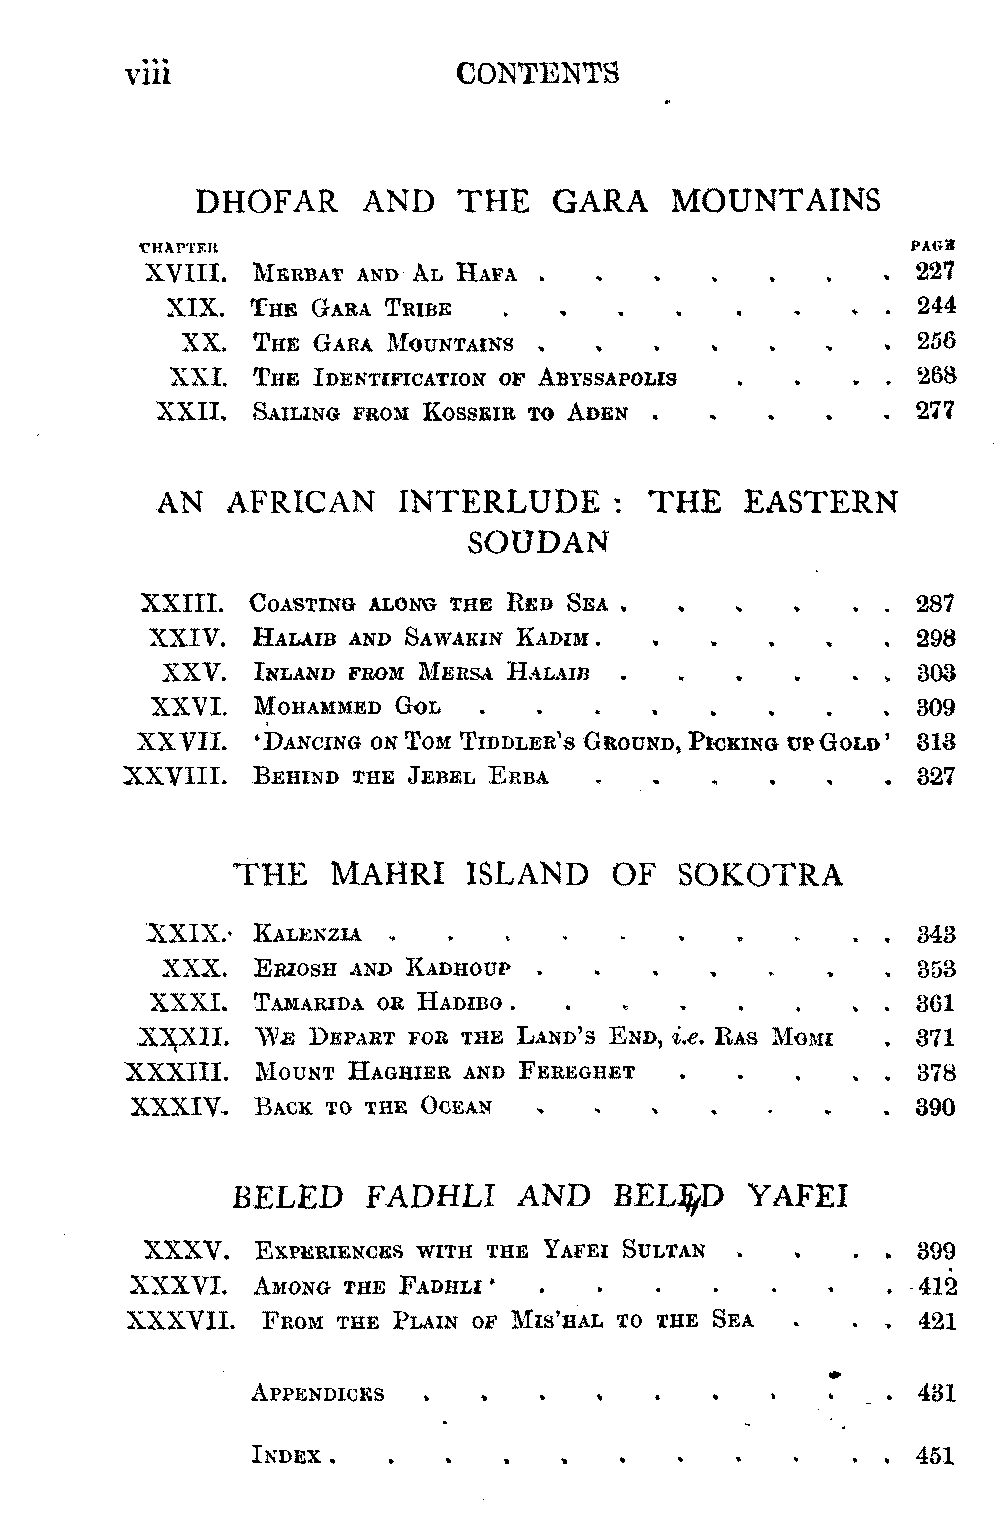 viii CONTENTS
DHOFAR AND THE GARA MOUNTAINS
CHAPTER PAGE
XVIII. MERBAT AND AL HAFA . . . . . . . 227
XIX. THE GARA TRIBE . . . . . . . . 244
XX. THE GARA MOUNTAINS . . . . . . . 256
XXI. THE IDENTIFICATION OF ABYSSAPOLIS . . . . 268
XXII. SAILING FROM KOSSEIR TO ADEN . . . . . 277
AN AFRICAN INTERLUDE : THE EASTERN
SOUDAN
XXIII. COASTING ALONG THE RED SEA . . . . . . 287
XXIV. HALAIB AND SAWAKIN KADIM . . . . . . 298
XXV. INLAND FROM MERSA HALAIB . . . . . . 303
XXVI. MOHAMMED GOL . . . . . . . . 309
XXVII. ‘DANCING ON TOM TIDDLER’S GROUND, PICKING UP GOLD’ 313
XXVIII. BEHIND THE JEBEL ERBA . . . . . . 327
THE MAHRI ISLAND OF SOKOTRA
XXIX. KALENZIA . . . . . . . . . . 343
XXX. ERIOSH AND KADHOUP . . . . . . . 353
XXXI. TAMARIDA OR HADIBO . . . . . . . . 361
XXXII. WE DEPART FOR THE LAND’S END, i.e. RAS MOMI . 371
XXXIII. MOUNT HAGHIER AND FEREGHET . . . . . 378
XXXIV. BACK TO THE OCEAN . . . . . . . 390
BELED FADHLI AND BELED YAFEI
XXXV. EXPERIENCES WITH THE YAFEI SULTAN . . . . 399
XXXVI. AMONG THE FADHLI . . . . . . . 412
XXXVII. FROM THE PLAIN OF MIS’HAL TO THE SEA . . . 421
APPENDICES . . . . . . . . . 431
INDEX . . . . . . . . . . . 451